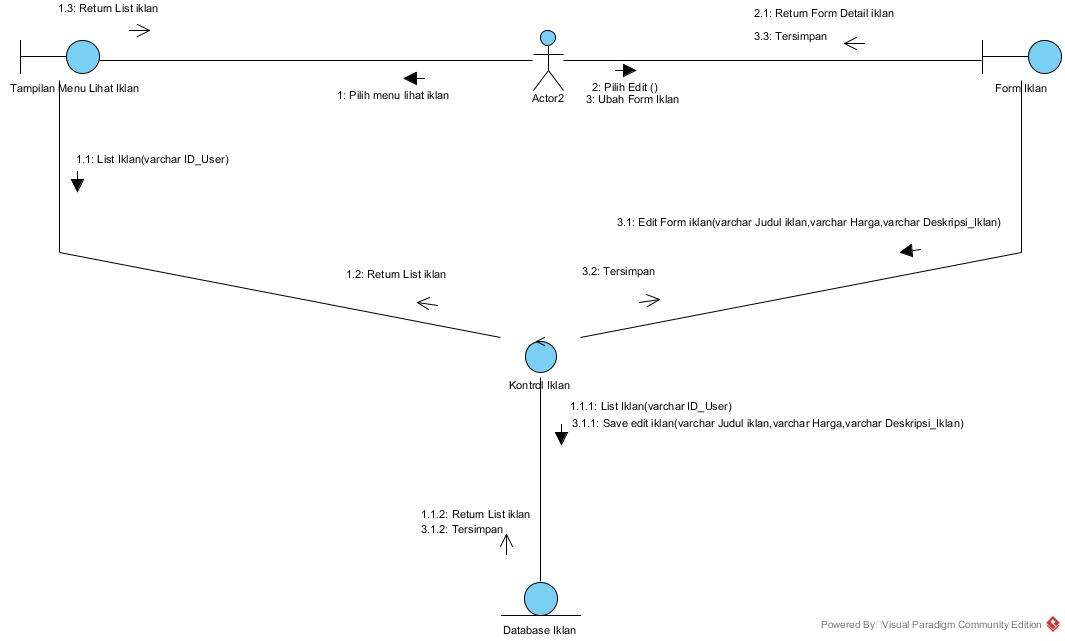 1.3: Return List iklan
2.1: Return Form Detail iklan
3.3: Tersimpan
Tampilan Menu Lihat Iklan
1: Pilih menu lihat iklan
Actor2
2: Pilih Edit ()
3: Ubah Form Iklan
Form Iklan
1.1: List Iklan(varchar ID_User)
3.1: Edit Form iklan(varchar Judul iklan,varchar Harga,varchar Deskripsi_Iklan)
1.2: Return List iklan
3.2: Tersimpan
Kontrol Iklan
1.1.1: List Iklan(varchar ID_User)
3.1.1: Save edit iklan(varchar Judul iklan,varchar Harga,varchar Deskripsi_Iklan)
1.1.2: Return List iklan
3.1.2: Tersimpan
Database Iklan
Powered By Visual Paradigm Community Edition